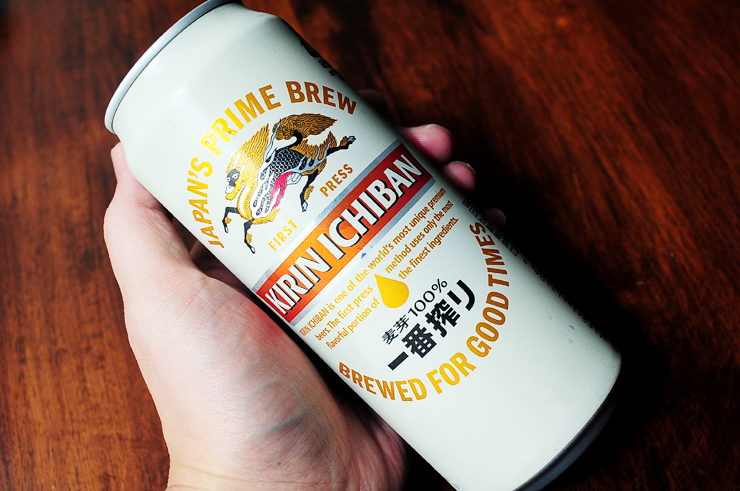 JAPAN'S PRIME BREW
FIRST PRESS
KIRIN ICHIBAN
KIRIN ICHIBAN is one of the world's most unique premium
beers. The first press method uses only the most
flavorful portion of the finest ingredients.
麦芽100%
一番搾り
BREWED FOR GOOD TIMES